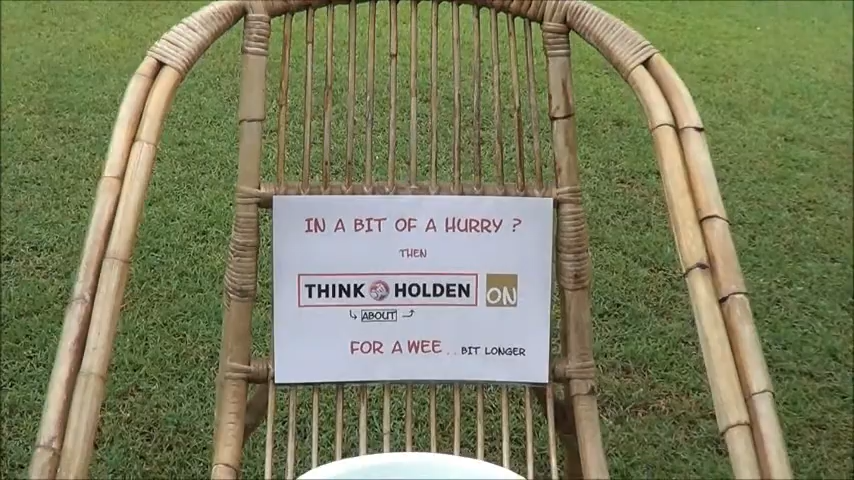 IN A BIT OF A HURRY ?
THEN
THINK HOLDEN ON
ABOUT
FOR A WEE... BIT LONGER